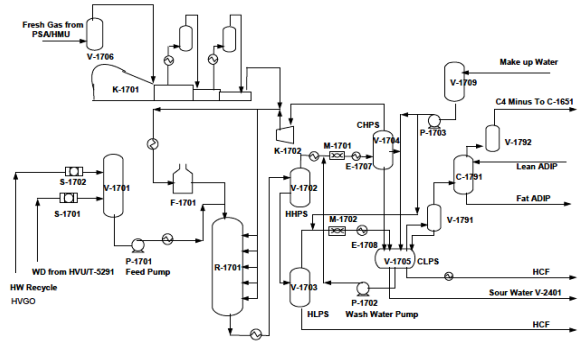 Fresh Gas from
PSA/HMU
V-1706
K-1701
Make up Water
V-1709
C4 Minus To C-1651
CHPS
P-1703
V-1792
K-1702
M-1701
V-1704
E-1707
C-1791
Lean ADIP
S-1702
V-1701
F-1701
V-1702
HHPS
Fat ADIP
S-1701
M-1702
V-1791
E-1708
P-1701
Feed Pump
WD from HVU/T-5291
R-1701
V-1705
CLPS
HW Recycle
HVGO
V-1703
HLPS
P-1702
Wash Water Pump
HCF
Sour Water V-2401
HCF